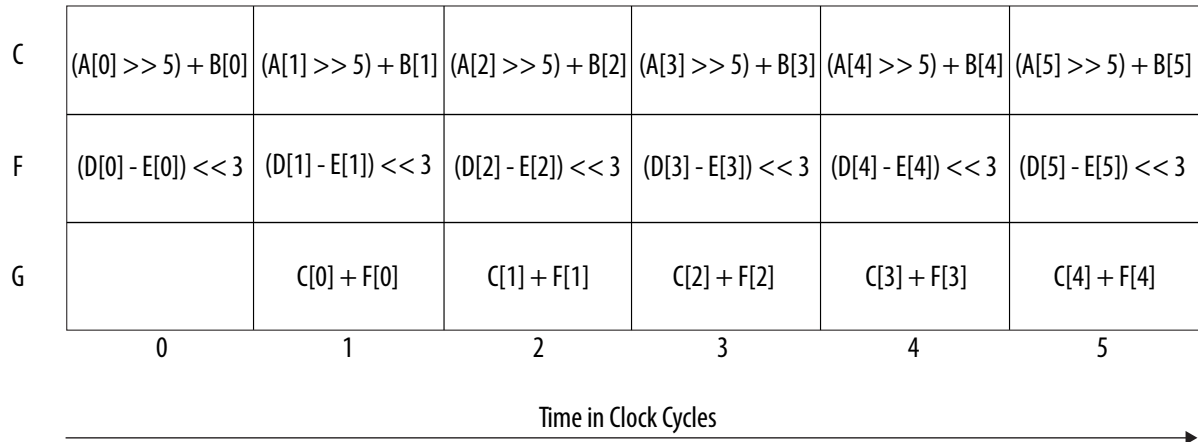 C (A[0] >> 5) + B[0] (A[1] >> 5) + B[1] (A[2] >> 5) + B[2] (A[3] >> 5) + B[3] (A[4] >> 5) + B[4] (A[5] >> 5) + B[5]
F (D[0] - E[0]) << 3 (D[1] - E[1]) << 3 (D[2] - E[2]) << 3 (D[3] - E[3]) << 3 (D[4] - E[4]) << 3 (D[5] - E[5]) << 3
G C[0] + F[0] C[1] + F[1] C[2] + F[2] C[3] + F[3] C[4] + F[4]
0 1 2 3 4 5
Time in Clock Cycles